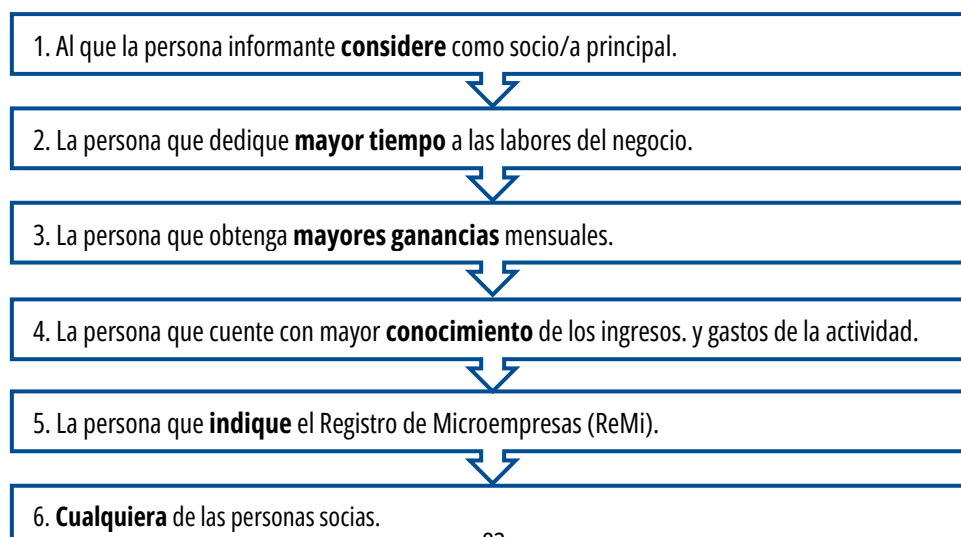 1. Al que la persona informante considere como socio/a principal.
2. La persona que dedique mayor tiempo a las labores del negocio.
3. La persona que obtenga mayores ganancias mensuales.
4. La persona que cuente con mayor conocimiento de los ingresos. y gastos de la actividad.
5. La persona que indique el Registro de Microempresas (ReMi).
6. Cualquiera de las personas socias.